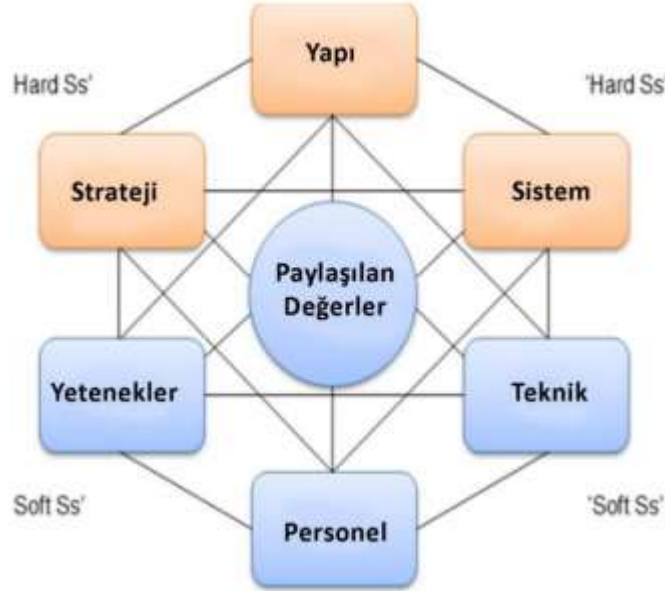 Yapı
Hard Ss'
'Hard Ss'
Strateji
Sistem
Paylaşılan
Değerler
Yetenekler
Teknik
Soft Ss'
'Soft Ss'
Personel